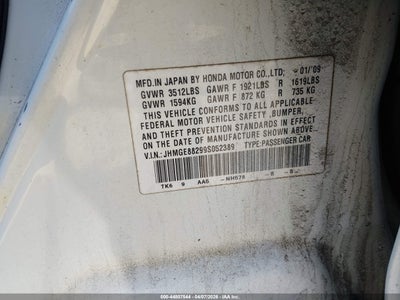 MFD.IN JAPAN BY HONDA MOTOR CO.,LTD. 01/'09
GVWR 3512LBS GAWR F 1921LBS R 1619LBS
GVWR 1594KG GAWR F 872 KG R 735 KG
THIS VEHICLE CONFORMS TO ALL APPLICABLE
FEDERAL MOTOR VEHICLE SAFETY ,BUMPER,
AND THEFT PREVENTION STANDARDS IN EFFECT
ON THE DATE OF MANUFACTURE SHOWN ABOVE.
V.I.N.: JHMGE88299S052389 TYPE:PASSENGER CAR
TK6 9 AA6 -NH578